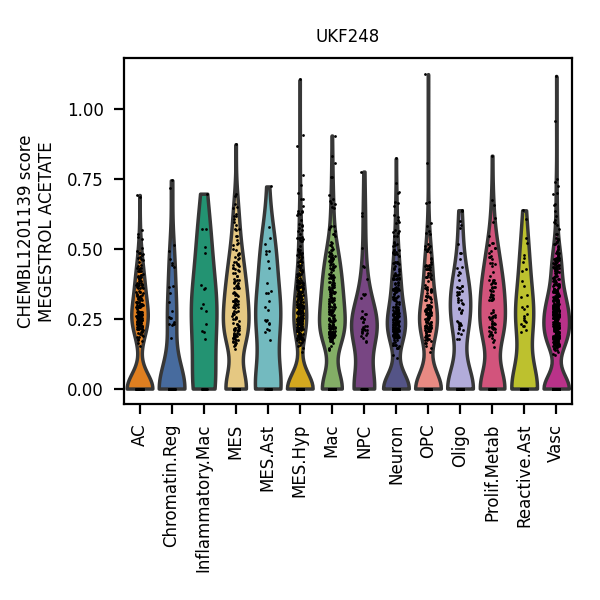 UKF248
CHEMBL1201139 score
MEGESTROL ACETATE
1.00
0.75
0.50
0.25
0.00
AC
Chromatin.Reg
Inflammatory.Mac
MES
MES.Ast
MES.Hyp
Mac
NPC
Neuron
OPC
Oligo
Prolif.Metab
Reactive.Ast
Vasc